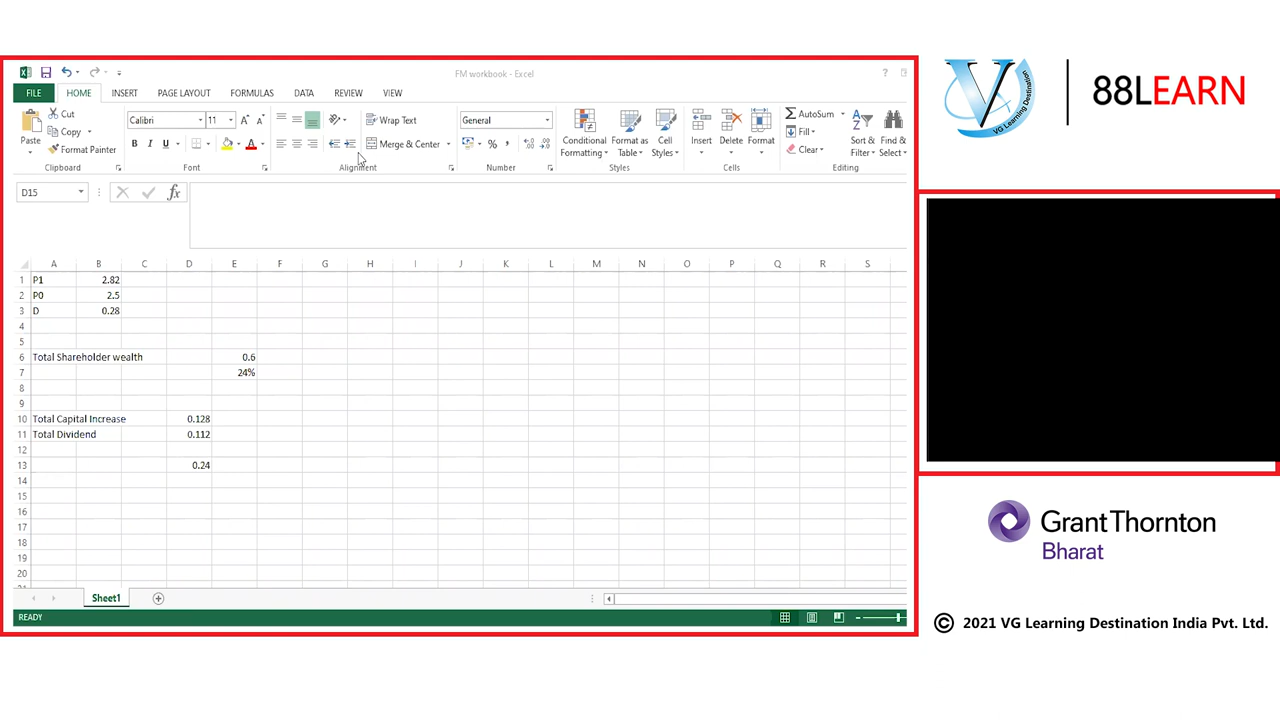 FM workbook - Excel
?
FILE HOME INSERT PAGE LAYOUT FORMULAS DATA REVIEW VIEW
Paste
Cut
Copy
Format Painter
Clipboard
Calibri 11
B I U
Font
Wrap Text
Merge & Center
Alignment
General
% ,
Number
Conditional Formatting
Format as Table
Cell Styles
Styles
Insert Delete Format
Cells
AutoSum
Fill
Clear
Sort & Filter
Find & Select
Editing
D15 fx
A B C D E F G H I J K L M N O P Q R S
1 P1 2.82
2 P0 2.5
3 D 0.28
4
5
6 Total Shareholder wealth 0.6
7 24%
8
9
10 Total Capital Increase 0.128
11 Total Dividend 0.112
12
13 0.24
14
15
16
17
18
19
20
Sheet1
READY
VG
VG Learning Destination
88LEARN
Grant Thornton
Bharat
© 2021 VG Learning Destination India Pvt. Ltd.